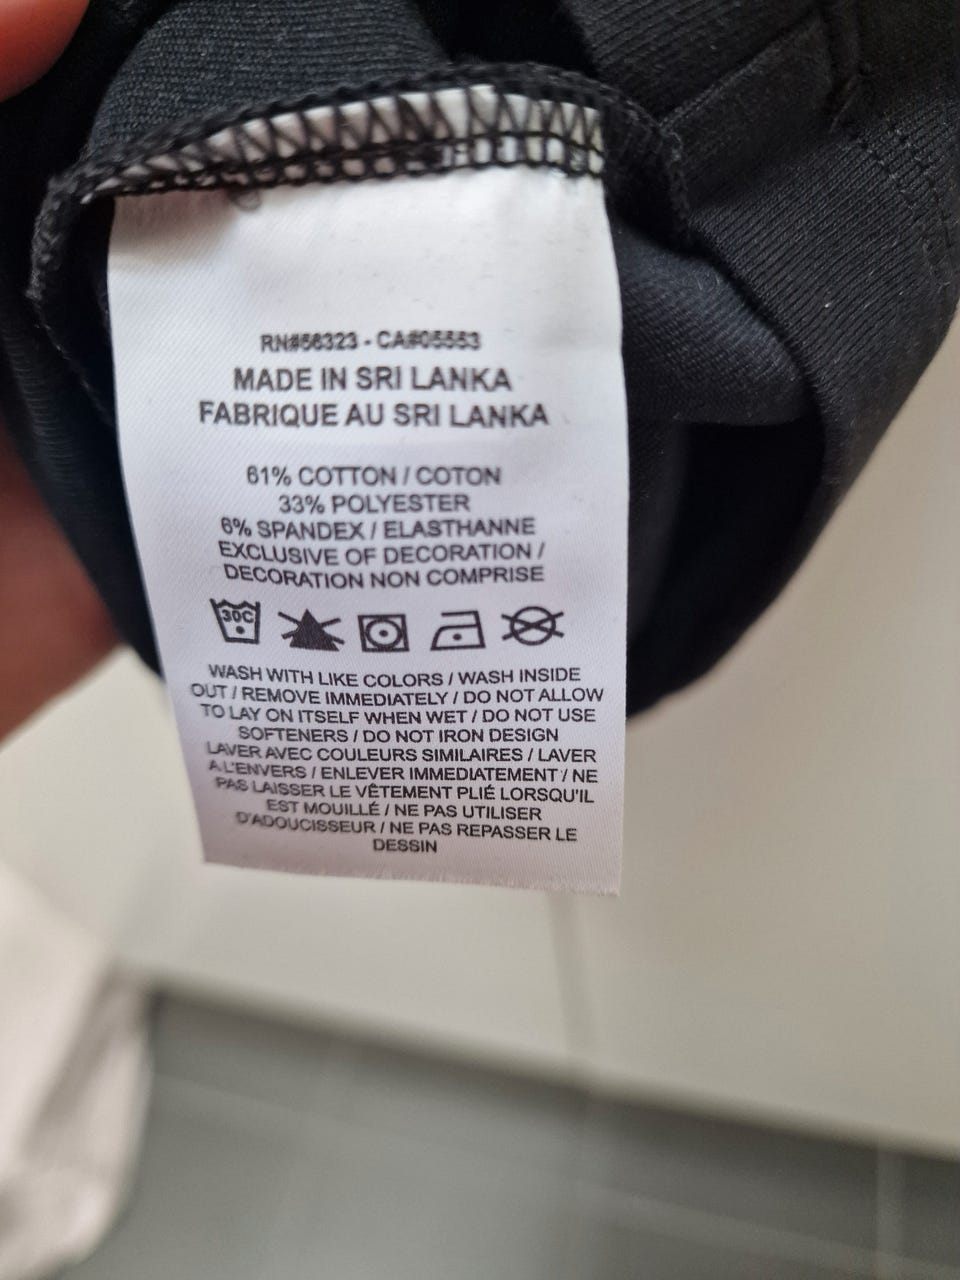 RN#56323 - CA#05553
MADE IN SRI LANKA
FABRIQUE AU SRI LANKA
61% COTTON / COTON
33% POLYESTER
6% SPANDEX / ELASTHANNE
EXCLUSIVE OF DECORATION /
DECORATION NON COMPRISE
30C
WASH WITH LIKE COLORS / WASH INSIDE
OUT / REMOVE IMMEDIATELY / DO NOT ALLOW
TO LAY ON ITSELF WHEN WET / DO NOT USE
SOFTENERS / DO NOT IRON DESIGN
LAVER AVEC COULEURS SIMILAIRES / LAVER
A L'ENVERS / ENLEVER IMMEDIATEMENT / NE
PAS LAISSER LE VÊTEMENT PLIÉ LORSQU'IL
EST MOUILLÉ / NE PAS UTILISER
D'ADOUCISSEUR / NE PAS REPASSER LE
DESSIN